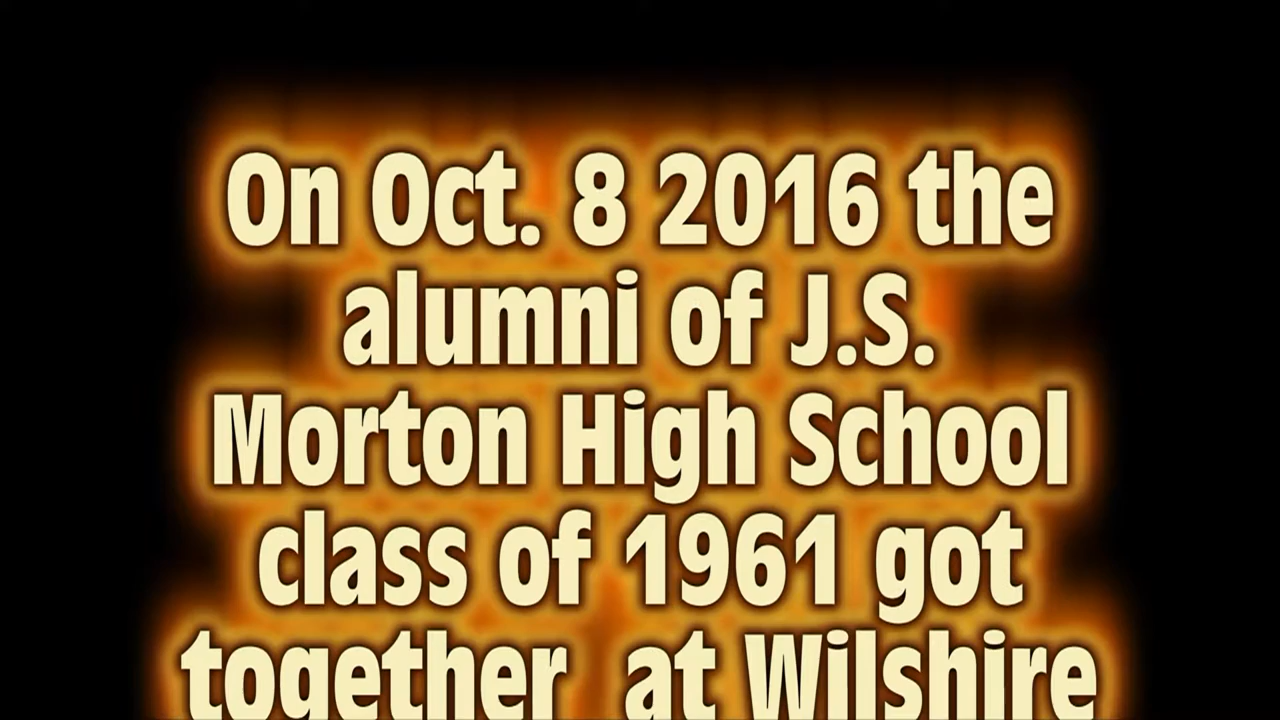 On Oct. 8 2016 the
alumni of J.S.
Morton High School
class of 1961 got
together  at Wilshire